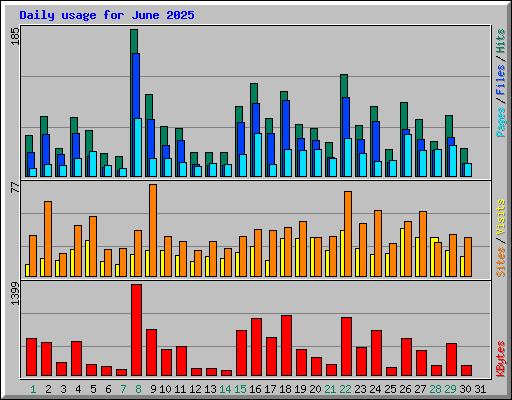 Daily usage for June 2025
185
77
1399
Pages / Files / Hits
Sites / Visits
KBytes
1 2 3 4 5 6 7 8 9 10 11 12 13 14 15 16 17 18 19 20 21 22 23 24 25 26 27 28 29 30 31